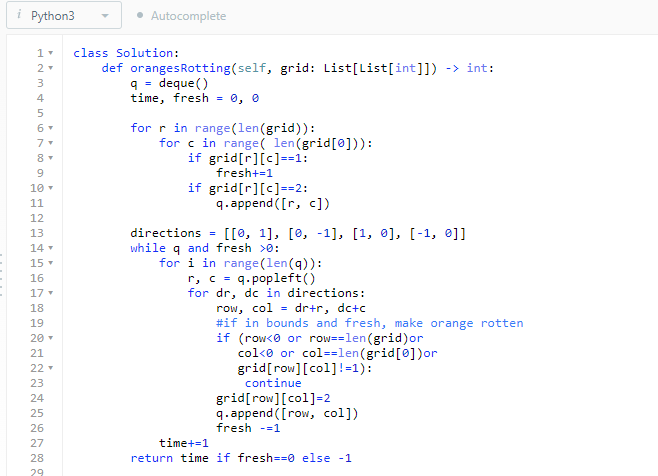 i Python3 Autocomplete
1 class Solution:
2     def orangesRotting(self, grid: List[List[int]]) -> int:
3         q = deque()
4         time, fresh = 0, 0
5
6         for r in range(len(grid)):
7             for c in range( len(grid[0])):
8                 if grid[r][c]==1:
9                     fresh+=1
10                 if grid[r][c]==2:
11                     q.append([r, c])
12
13         directions = [[0, 1], [0, -1], [1, 0], [-1, 0]]
14         while q and fresh >0:
15             for i in range(len(q)):
16                 r, c = q.popleft()
17                 for dr, dc in directions:
18                     row, col = dr+r, dc+c
19                     #if in bounds and fresh, make orange rotten
20                     if (row<0 or row==len(grid)or
21                        col<0 or col==len(grid[0])or
22                        grid[row][col]!=1):
23                         continue
24                     grid[row][col]=2
25                     q.append([row, col])
26                     fresh -=1
27             time+=1
28         return time if fresh==0 else -1
29